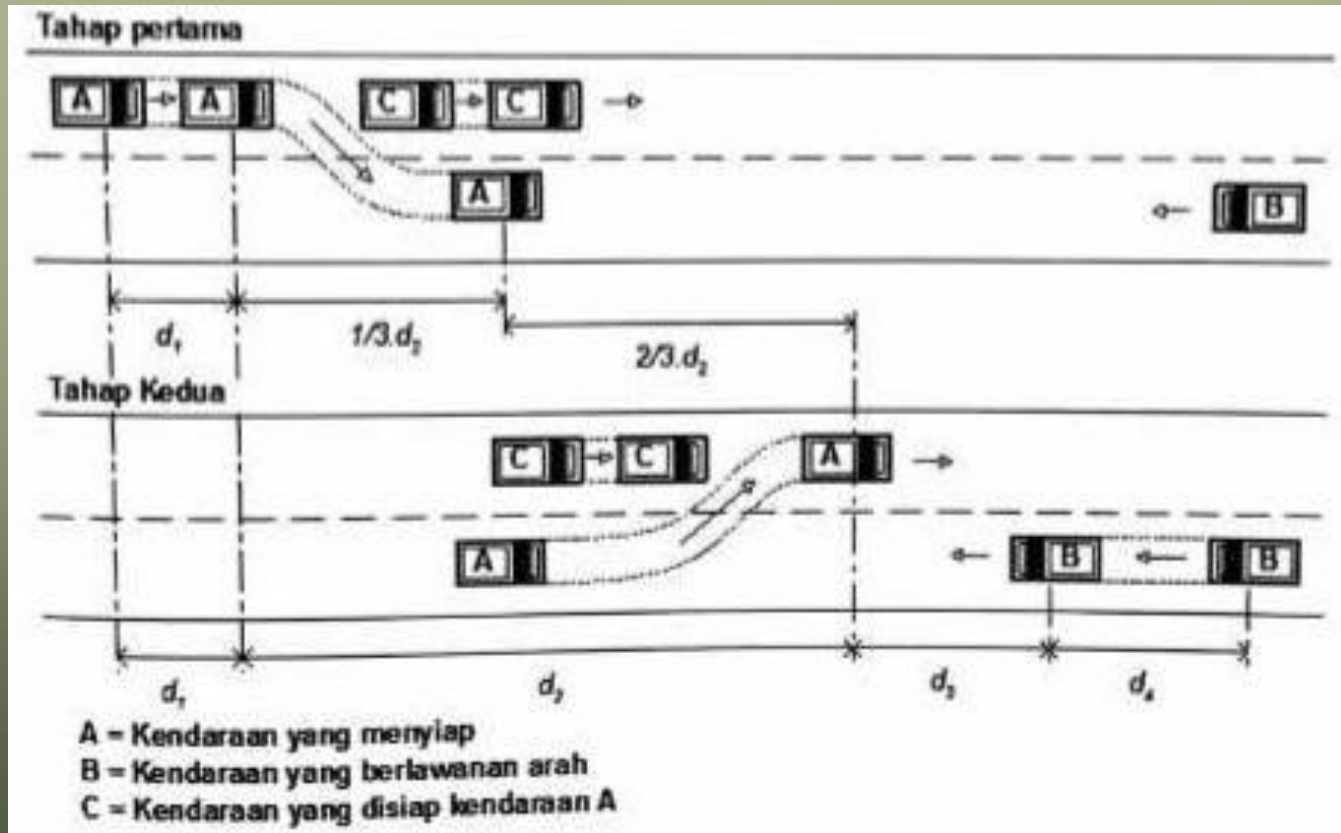 Tahap pertama
A A C C
A B
d₁ 1/3.d₂ 2/3.d₂
Tahap Kedua
C C A
A B B
d₁ d₂ d₃ d₄
A = Kendaraan yang menyiap
B = Kendaraan yang berlawanan arah
C = Kendaraan yang disiap kendaraan A